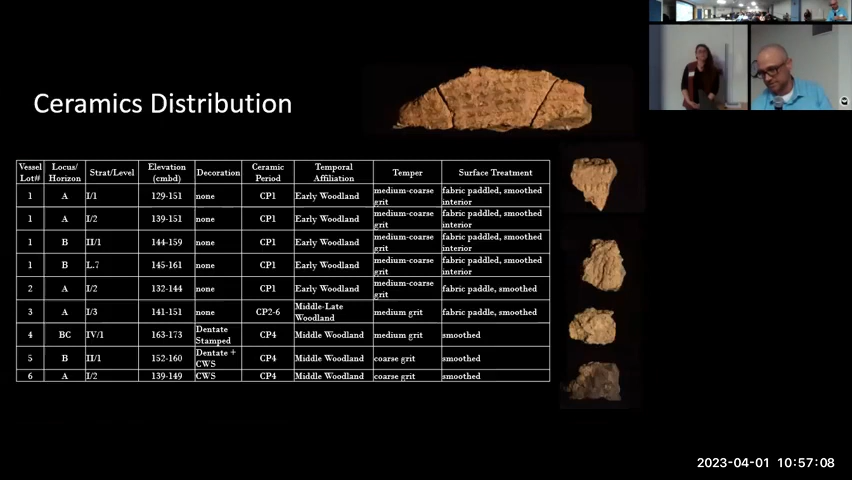 Ceramics Distribution
Vessel Lot# Locus/ Horizon Strat/Level Elevation (cmbd) Decoration Ceramic Period Temporal Affiliation Temper Surface Treatment
1 A I/1 129-151 none CP1 Early Woodland medium-coarse grit fabric paddled, smoothed interior
1 A I/2 139-151 none CP1 Early Woodland medium-coarse grit fabric paddled, smoothed interior
1 B II/1 144-159 none CP1 Early Woodland medium-coarse grit fabric paddled, smoothed interior
1 B L.7 145-161 none CP1 Early Woodland medium-coarse grit fabric paddled, smoothed interior
2 A I/2 132-144 none CP1 Early Woodland medium-coarse grit fabric paddle, smoothed
3 A I/3 141-151 none CP2-6 Middle-Late Woodland medium grit fabric paddle, smoothed
4 BC IV/1 163-173 Dentate Stamped CP4 Middle Woodland medium grit smoothed
5 B II/1 152-160 Dentate + CWS CP4 Middle Woodland coarse grit smoothed
6 A I/2 139-149 CWS CP4 Middle Woodland coarse grit smoothed
2023-04-01 10:57:08